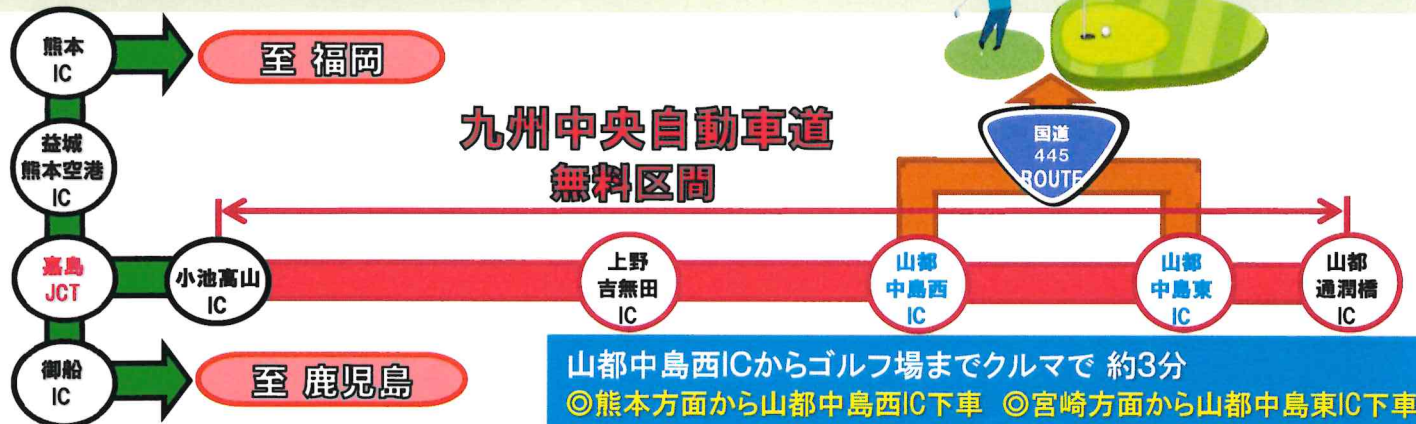 熊本
IC
至 福岡
益城
熊本空港
IC
九州中央自動車道
無料区間
国道
445
ROUTE
嘉島
JCT
小池高山
IC
上野
吉無田
IC
山都
中島西
IC
山都
中島東
IC
山都
通潤橋
IC
御船
IC
至 鹿児島
山都中島西ICからゴルフ場までクルマで 約3分
◎熊本方面から山都中島西IC下車 ◎宮崎方面から山都中島東IC下車